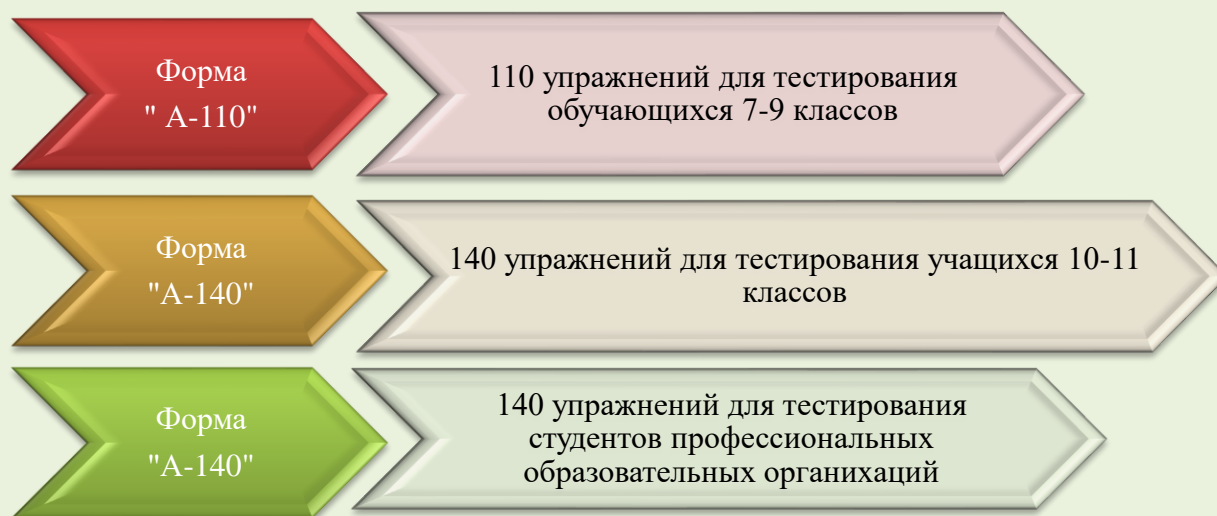 Форма
" А-110"
110 упражнений для тестирования
обучающихся 7-9 классов
Форма
"А-140"
140 упражнений для тестирования учащихся 10-11
классов
Форма
"А-140"
140 упражнений для тестирования
студентов профессиональных
образовательных органихаций